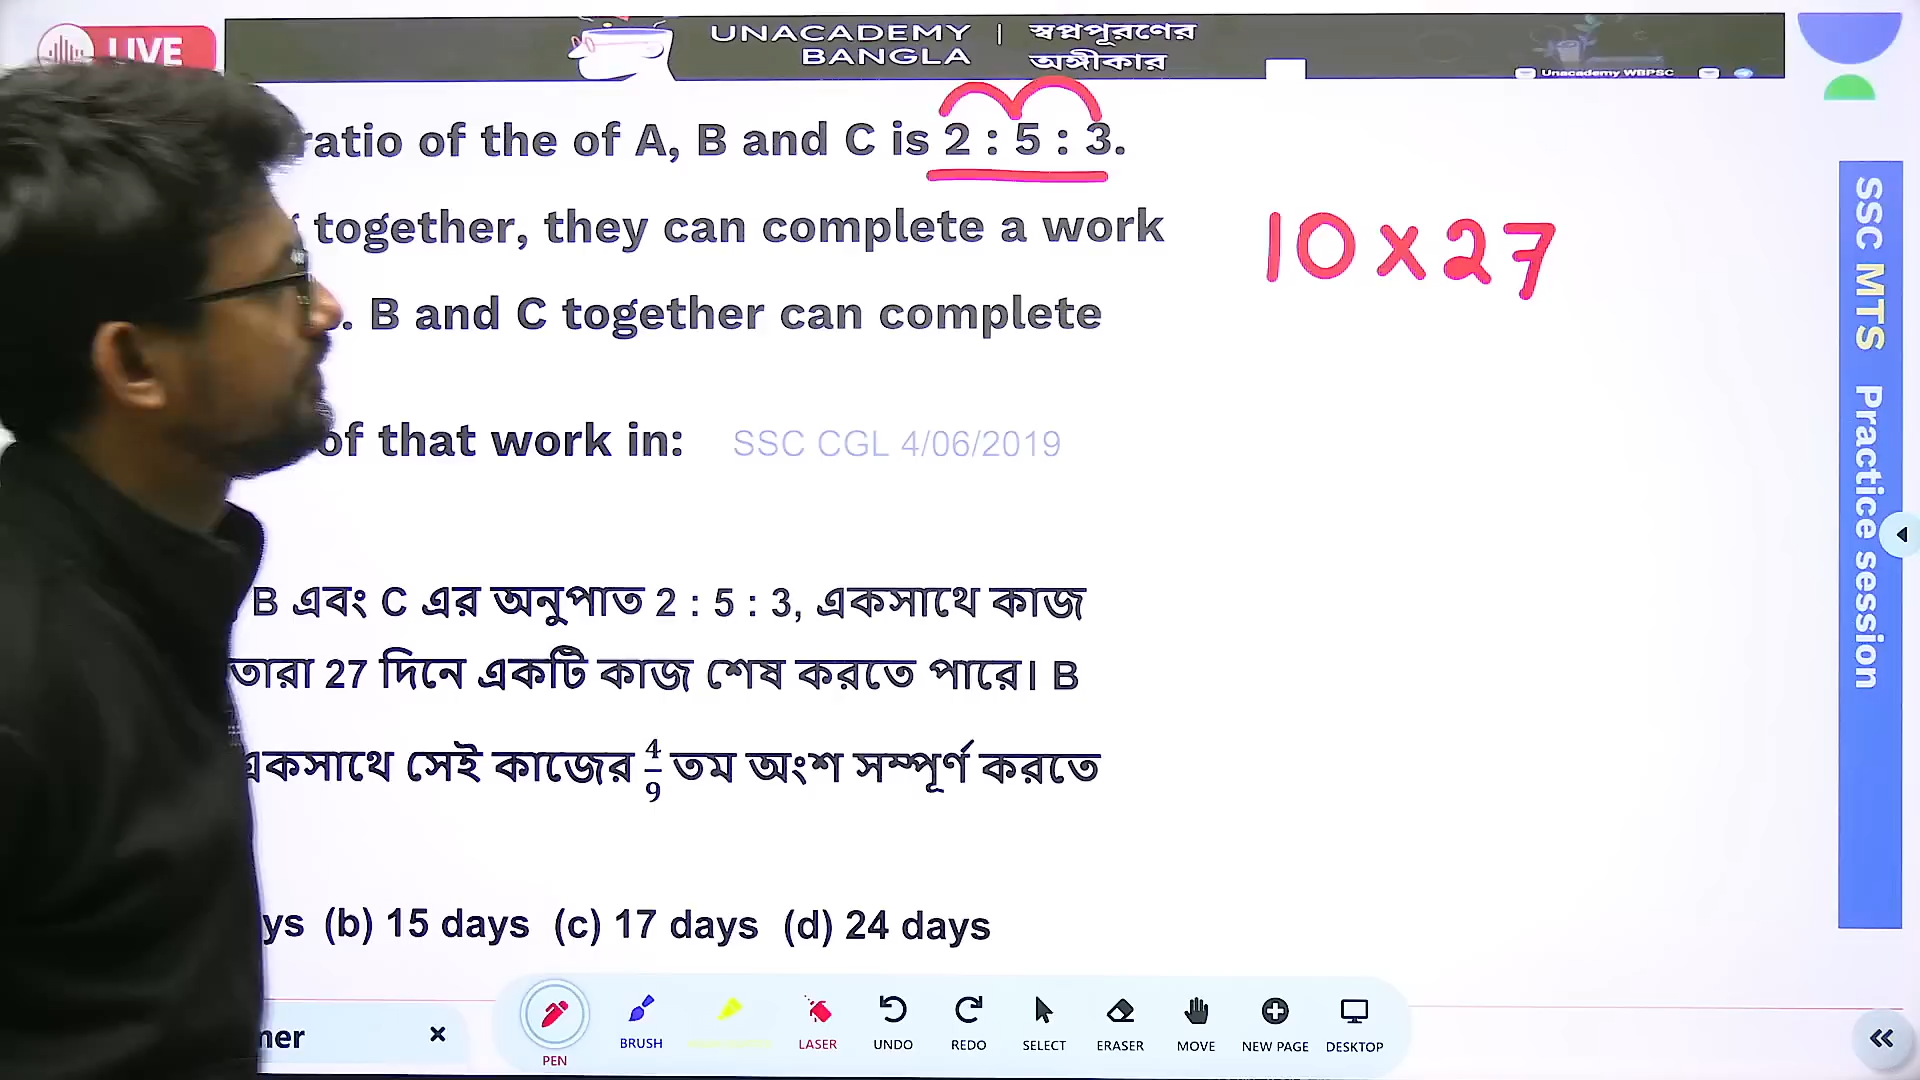 LIVE
UNACADEMY BANGLA | স্বপ্নপূরণের অঙ্গীকার
Unacademy WBPSC
ratio of the of A, B and C is 2 : 5 : 3.
together, they can complete a work
10 × 27
. B and C together can complete
of that work in: SSC CGL 4/06/2019
B এবং C এর অনুপাত 2 : 5 : 3, একসাথে কাজ
তারা 27 দিনে একটি কাজ শেষ করতে পারে। B
একসাথে সেই কাজের 4/9 তম অংশ সম্পূর্ণ করতে
(b) 15 days (c) 17 days (d) 24 days
SSC MTS Practice session
PEN BRUSH LASER UNDO REDO SELECT ERASER MOVE NEW PAGE DESKTOP